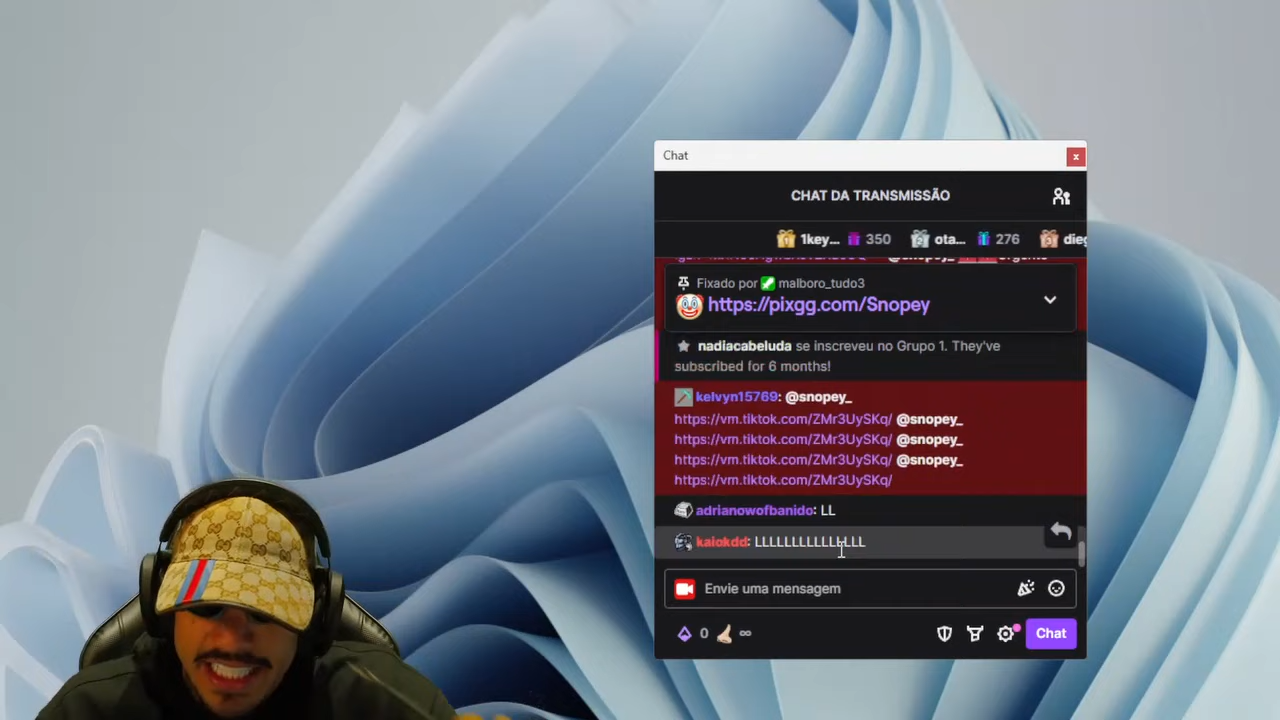 Chat
x
CHAT DA TRANSMISSÃO
1key... 350 ota... 276 dieg
@snopey_
Fixado por malboro_tudo3
https://pixgg.com/Snopey
nadiacabeluda se inscreveu no Grupo 1. They've
subscribed for 6 months!
kelvyn15769: @snopey_
https://vm.tiktok.com/ZMr3UySKq/ @snopey_
https://vm.tiktok.com/ZMr3UySKq/ @snopey_
https://vm.tiktok.com/ZMr3UySKq/ @snopey_
https://vm.tiktok.com/ZMr3UySKq/
adrianowofbanido: LL
kaiokdd: LLLLLLLLLLLLLLL
Envie uma mensagem
0 ∞ Chat